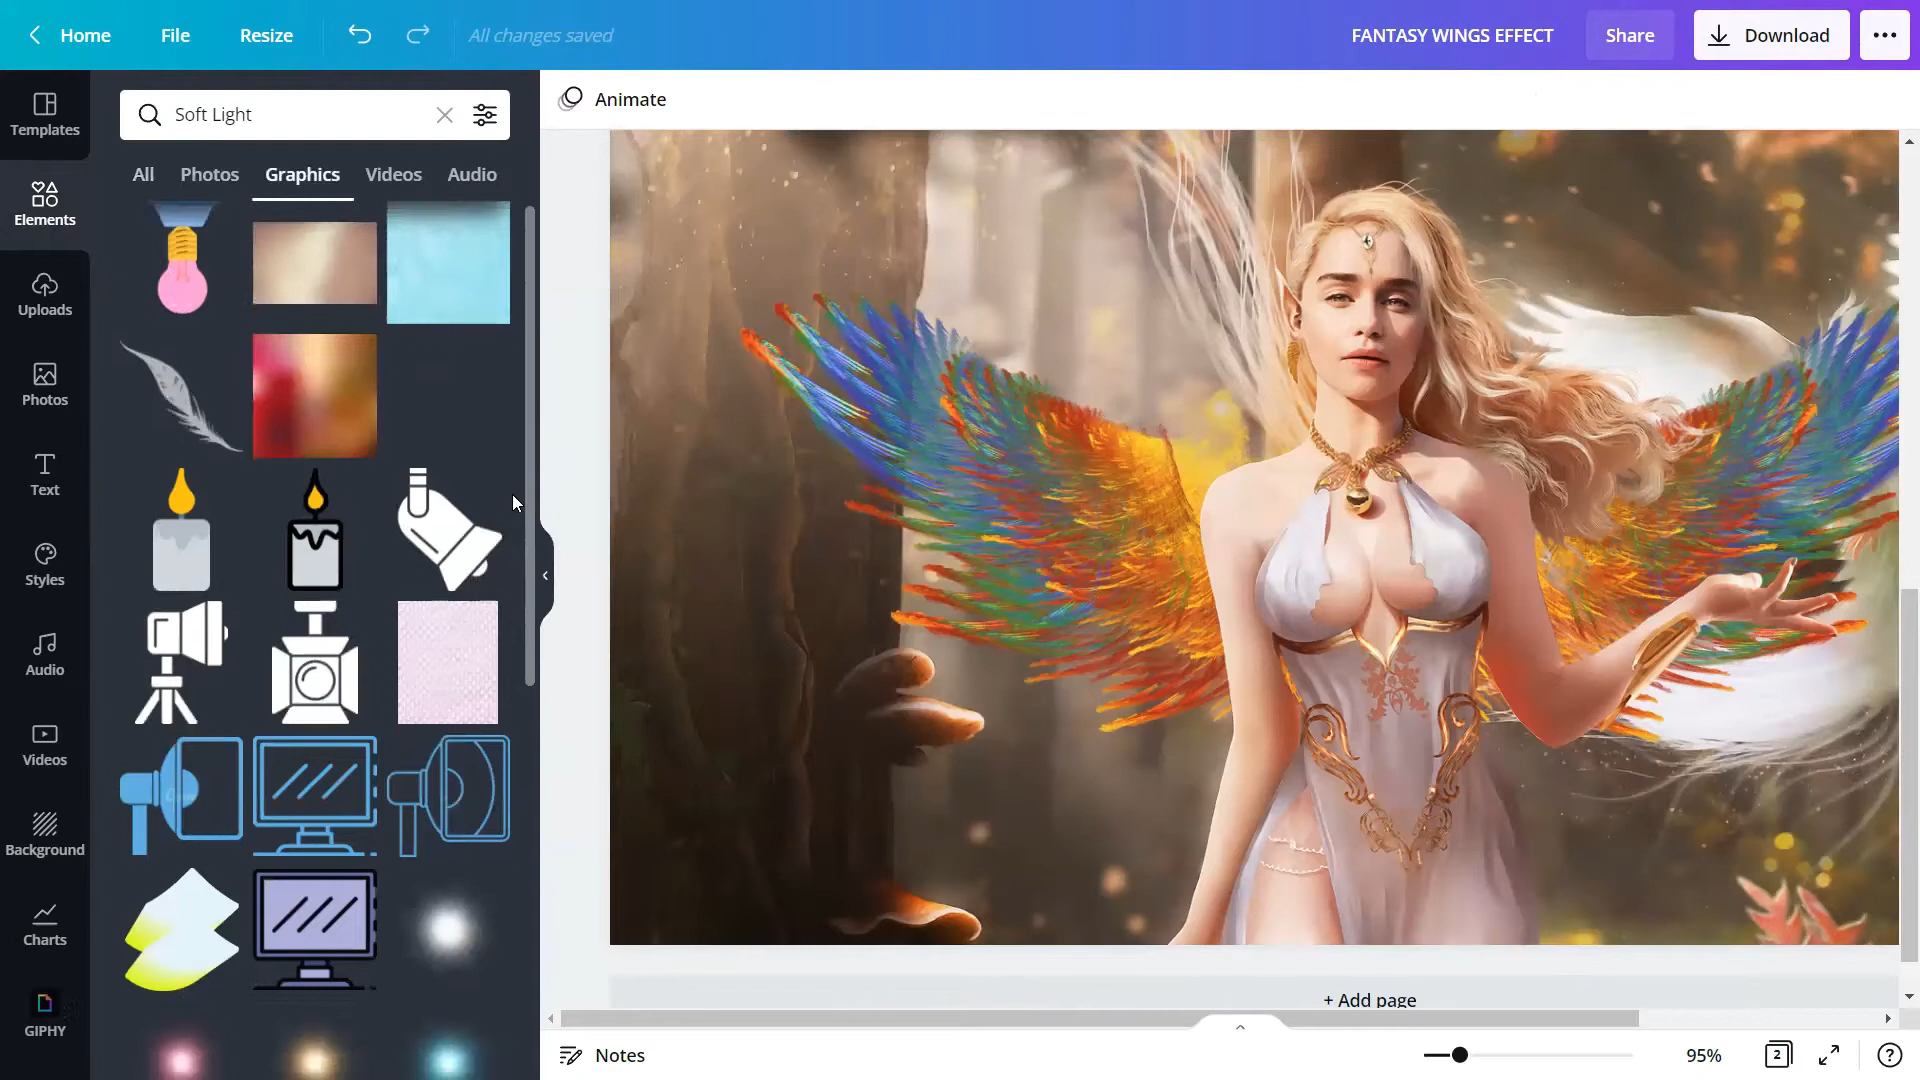 Home
File
Resize
All changes saved
FANTASY WINGS EFFECT
Share
Download
Templates
Elements
Uploads
Photos
Text
Styles
Audio
Videos
Background
Charts
GIPHY
Soft Light
All
Photos
Graphics
Videos
Audio
Animate
+ Add page
Notes
95%
2
?